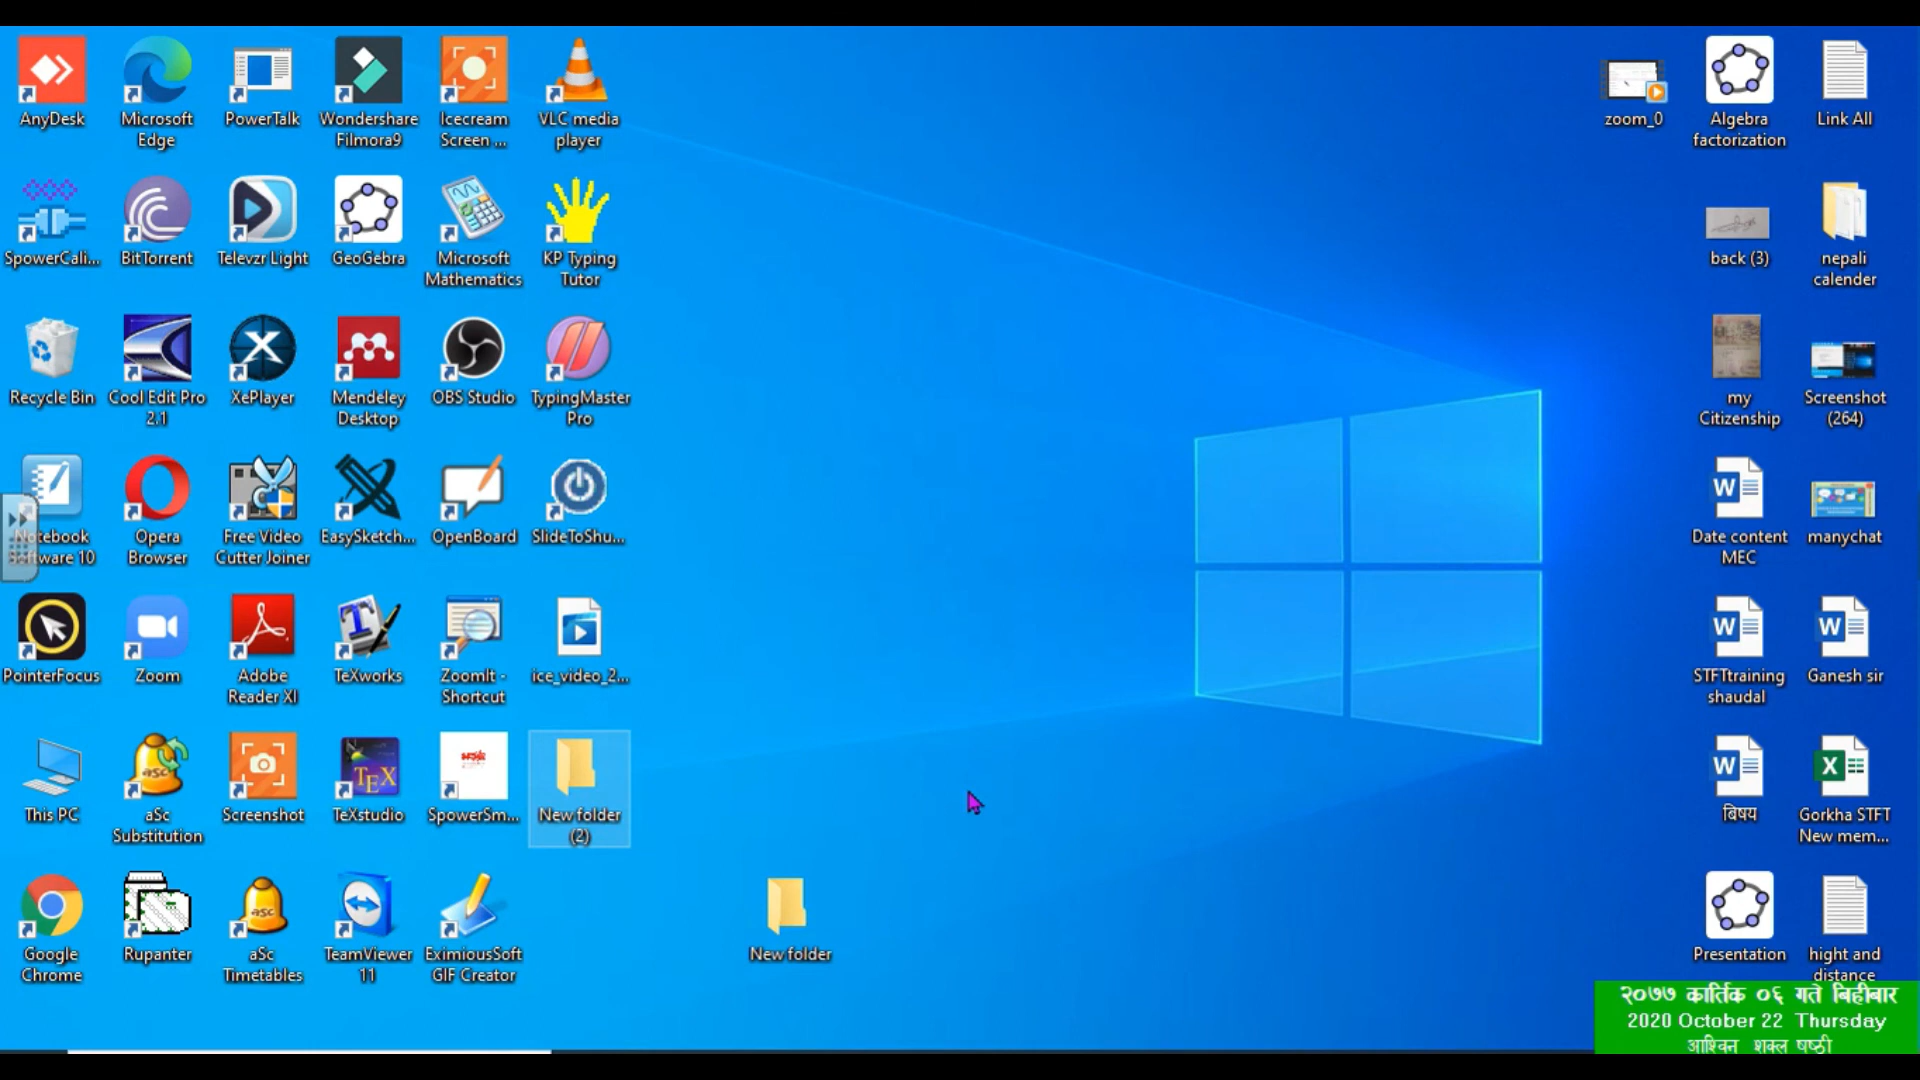 AnyDesk
Microsoft
Edge
PowerTalk
Wondershare
Filmora9
Icecream
Screen ...
VLC media
player
zoom_0
Algebra
factorization
Link All
SpowerCali...
BitTorrent
Televzr Light
GeoGebra
Microsoft
Mathematics
KP Typing
Tutor
back (3)
nepali
calender
Recycle Bin
Cool Edit Pro
2.1
XePlayer
Mendeley
Desktop
OBS Studio
TypingMaster
Pro
my
Citizenship
Screenshot
(264)
Notebook
Software 10
Opera
Browser
Free Video
Cutter Joiner
EasySketch...
OpenBoard
SlideToShu...
Date content
MEC
manychat
PointerFocus
Zoom
Adobe
Reader XI
TeXworks
ZoomIt -
Shortcut
ice_video_2...
STFTtraining
shaudal
Ganesh sir
This PC
aSc
Substitution
Screenshot
TeXstudio
SpowerSm...
New folder
(2)
बिषय
Gorkha STFT
New mem...
Google
Chrome
Rupanter
aSc
Timetables
TeamViewer
11
EximiousSoft
GIF Creator
New folder
Presentation
hight and
distance
२०७७ कार्तिक ०६ गते बिहीबार
2020 October 22 Thursday
आश्विन शुक्ल षष्ठी